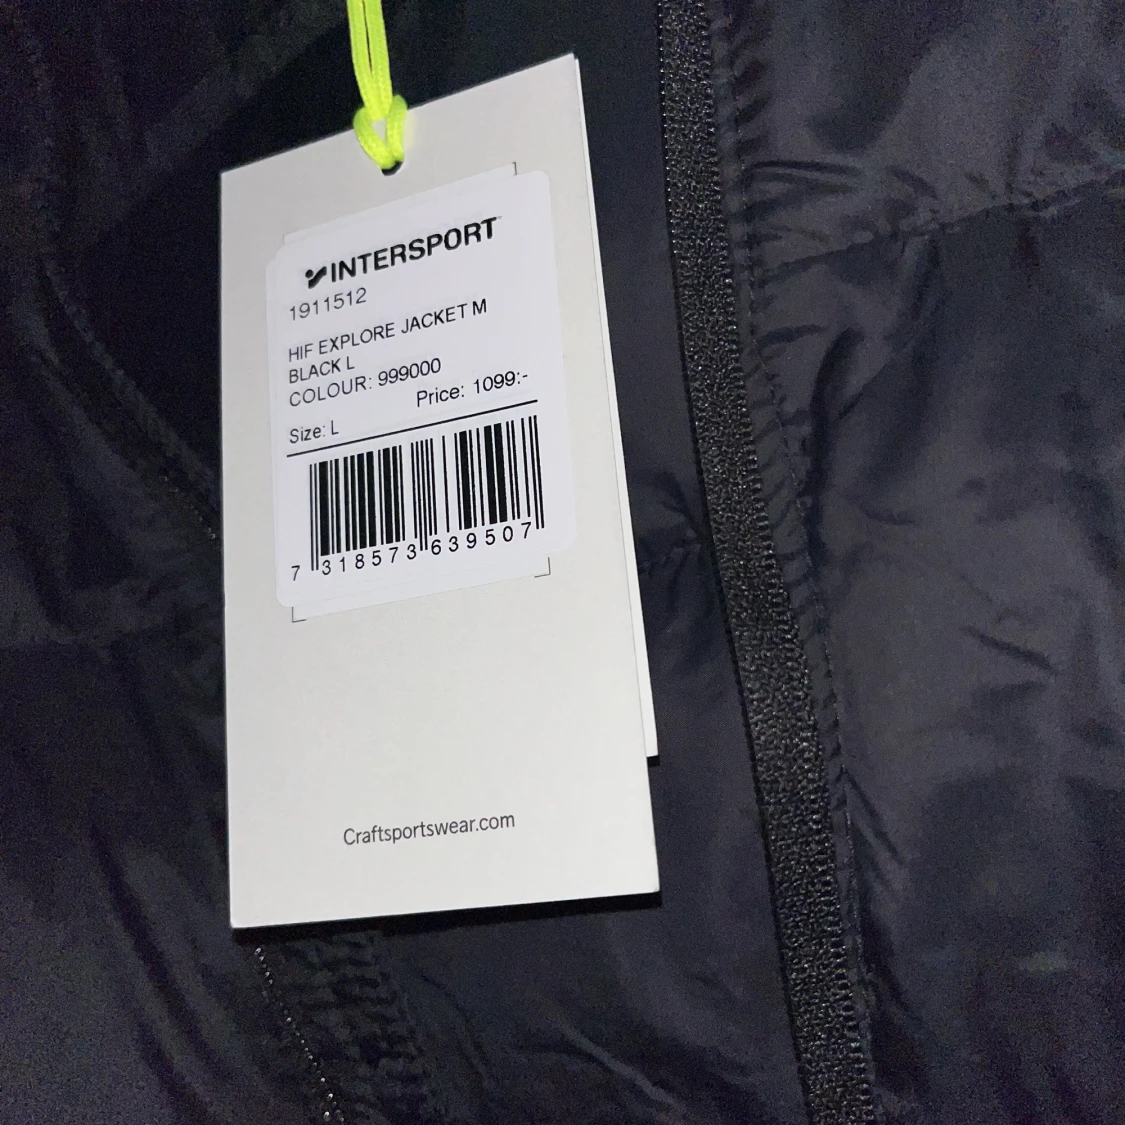 INTERSPORT
1911512
HIF EXPLORE JACKET M
BLACK L
COLOUR: 999000
Price: 1099:-
Size: L
7 318573 639507
Craftsportswear.com